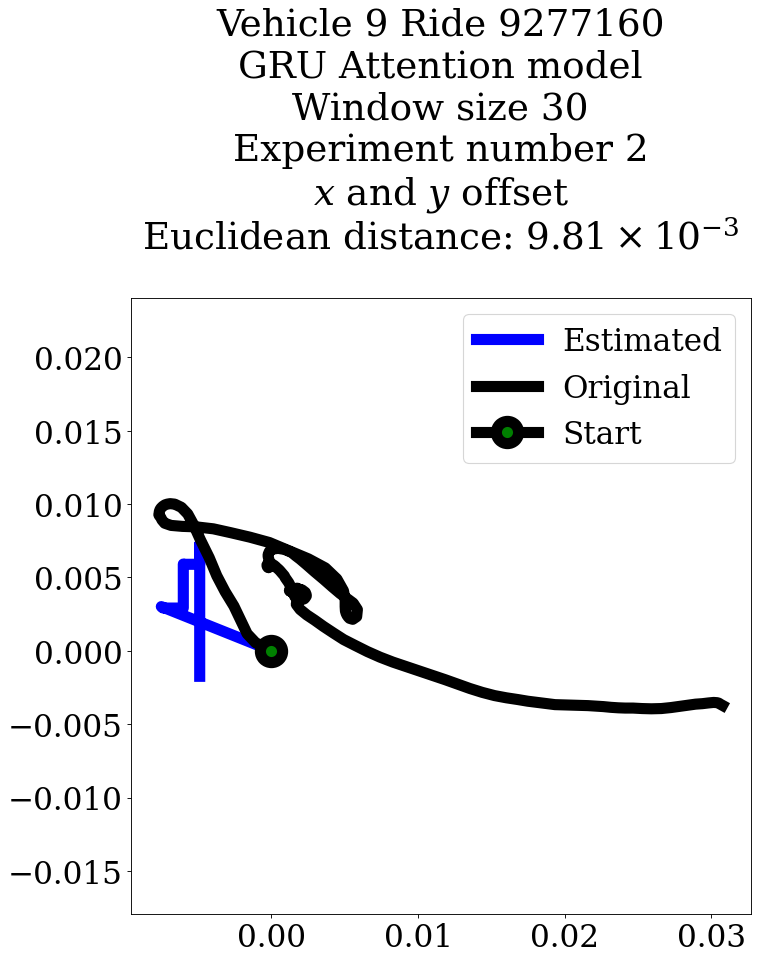 Vehicle 9 Ride 9277160
GRU Attention model
Window size 30
Experiment number 2
x and y offset
Euclidean distance: 9.81 × 10⁻³
Estimated
Original
Start
0.020
0.015
0.010
0.005
0.000
−0.005
−0.010
−0.015
0.00 0.01 0.02 0.03